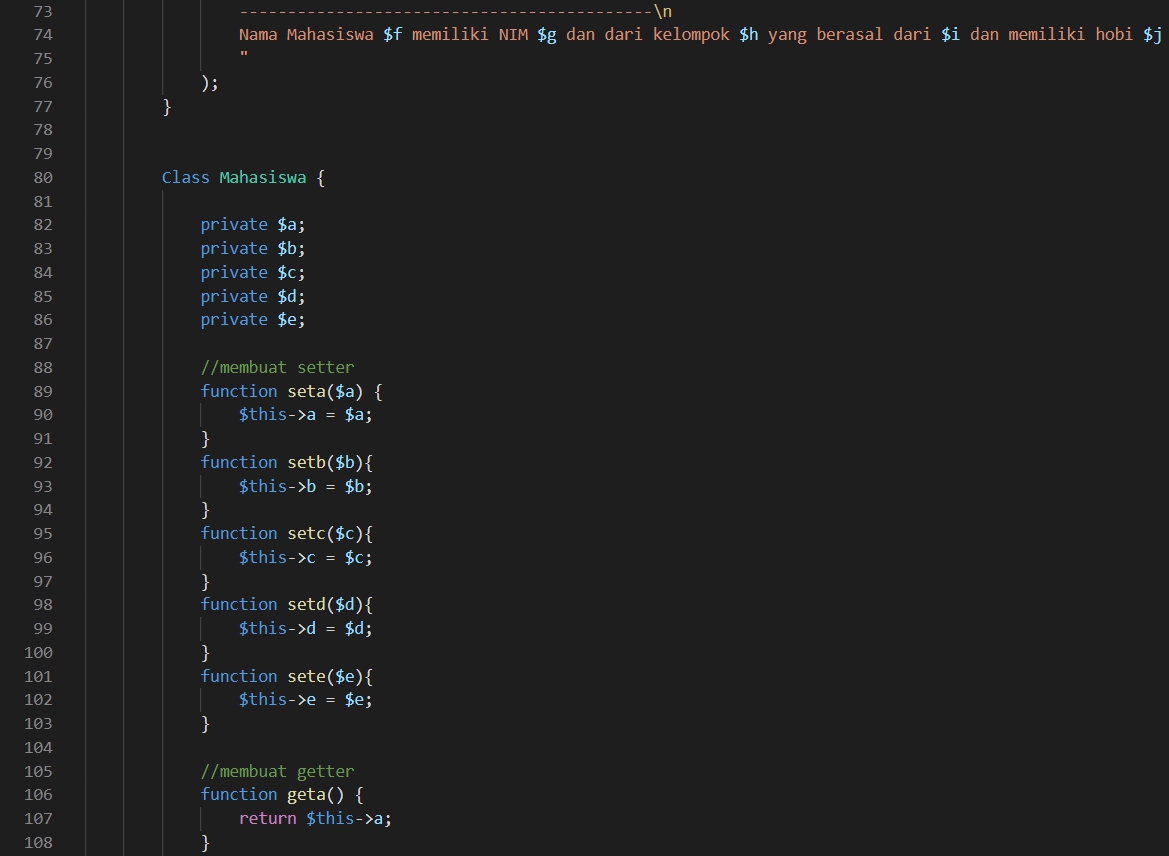 73 -------------------------------------------\n
74 Nama Mahasiswa $f memiliki NIM $g dan dari kelompok $h yang berasal dari $i dan memiliki hobi $j
75 "
76 );
77 }
78
79
80 Class Mahasiswa {
81
82 private $a;
83 private $b;
84 private $c;
85 private $d;
86 private $e;
87
88 //membuat setter
89 function seta($a) {
90 $this->a = $a;
91 }
92 function setb($b){
93 $this->b = $b;
94 }
95 function setc($c){
96 $this->c = $c;
97 }
98 function setd($d){
99 $this->d = $d;
100 }
101 function sete($e){
102 $this->e = $e;
103 }
104
105 //membuat getter
106 function geta() {
107 return $this->a;
108 }